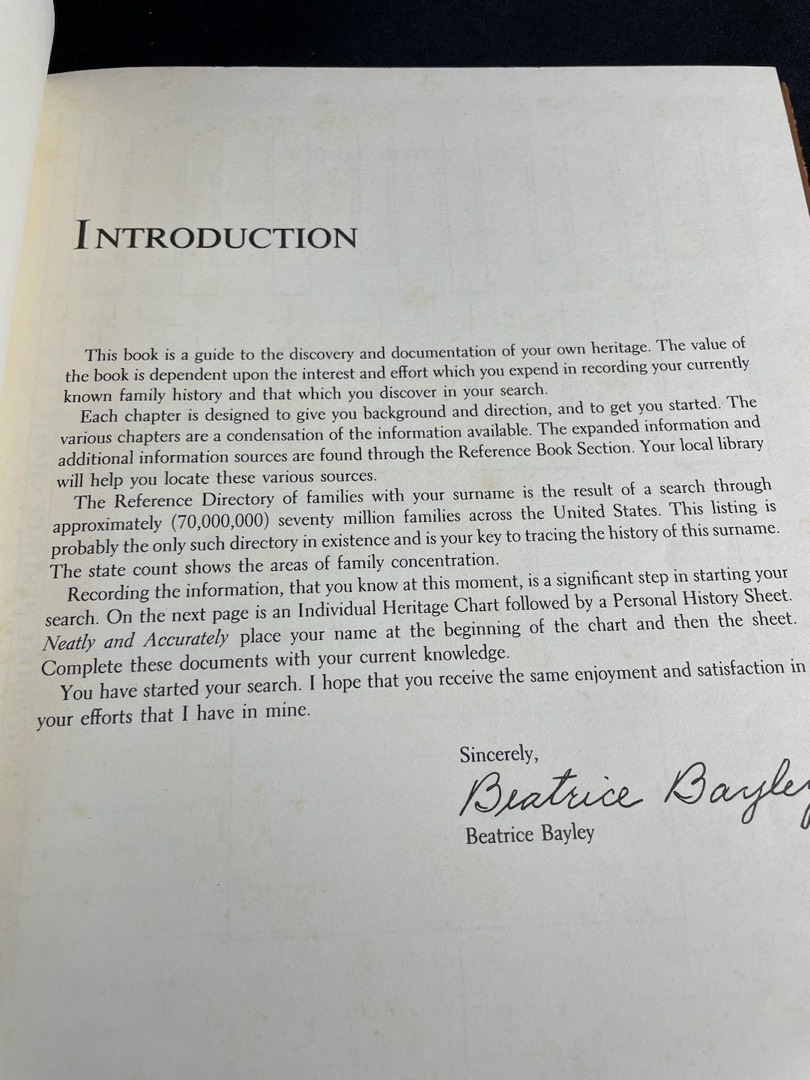 INTRODUCTION
This book is a guide to the discovery and documentation of your own heritage. The value of
the book is dependent upon the interest and effort which you expend in recording your currently
known family history and that which you discover in your search.
Each chapter is designed to give you background and direction, and to get you started. The
various chapters are a condensation of the information available. The expanded information and
additional information sources are found through the Reference Book Section. Your local library
will help you locate these various sources.
The Reference Directory of families with your surname is the result of a search through
approximately (70,000,000) seventy million families across the United States. This listing is
probably the only such directory in existence and is your key to tracing the history of this surname.
The state count shows the areas of family concentration.
Recording the information, that you know at this moment, is a significant step in starting your
search. On the next page is an Individual Heritage Chart followed by a Personal History Sheet.
Neatly and Accurately place your name at the beginning of the chart and then the sheet.
Complete these documents with your current knowledge.
You have started your search. I hope that you receive the same enjoyment and satisfaction in
your efforts that I have in mine.
Sincerely,
Beatrice Bayley
Beatrice Bayley